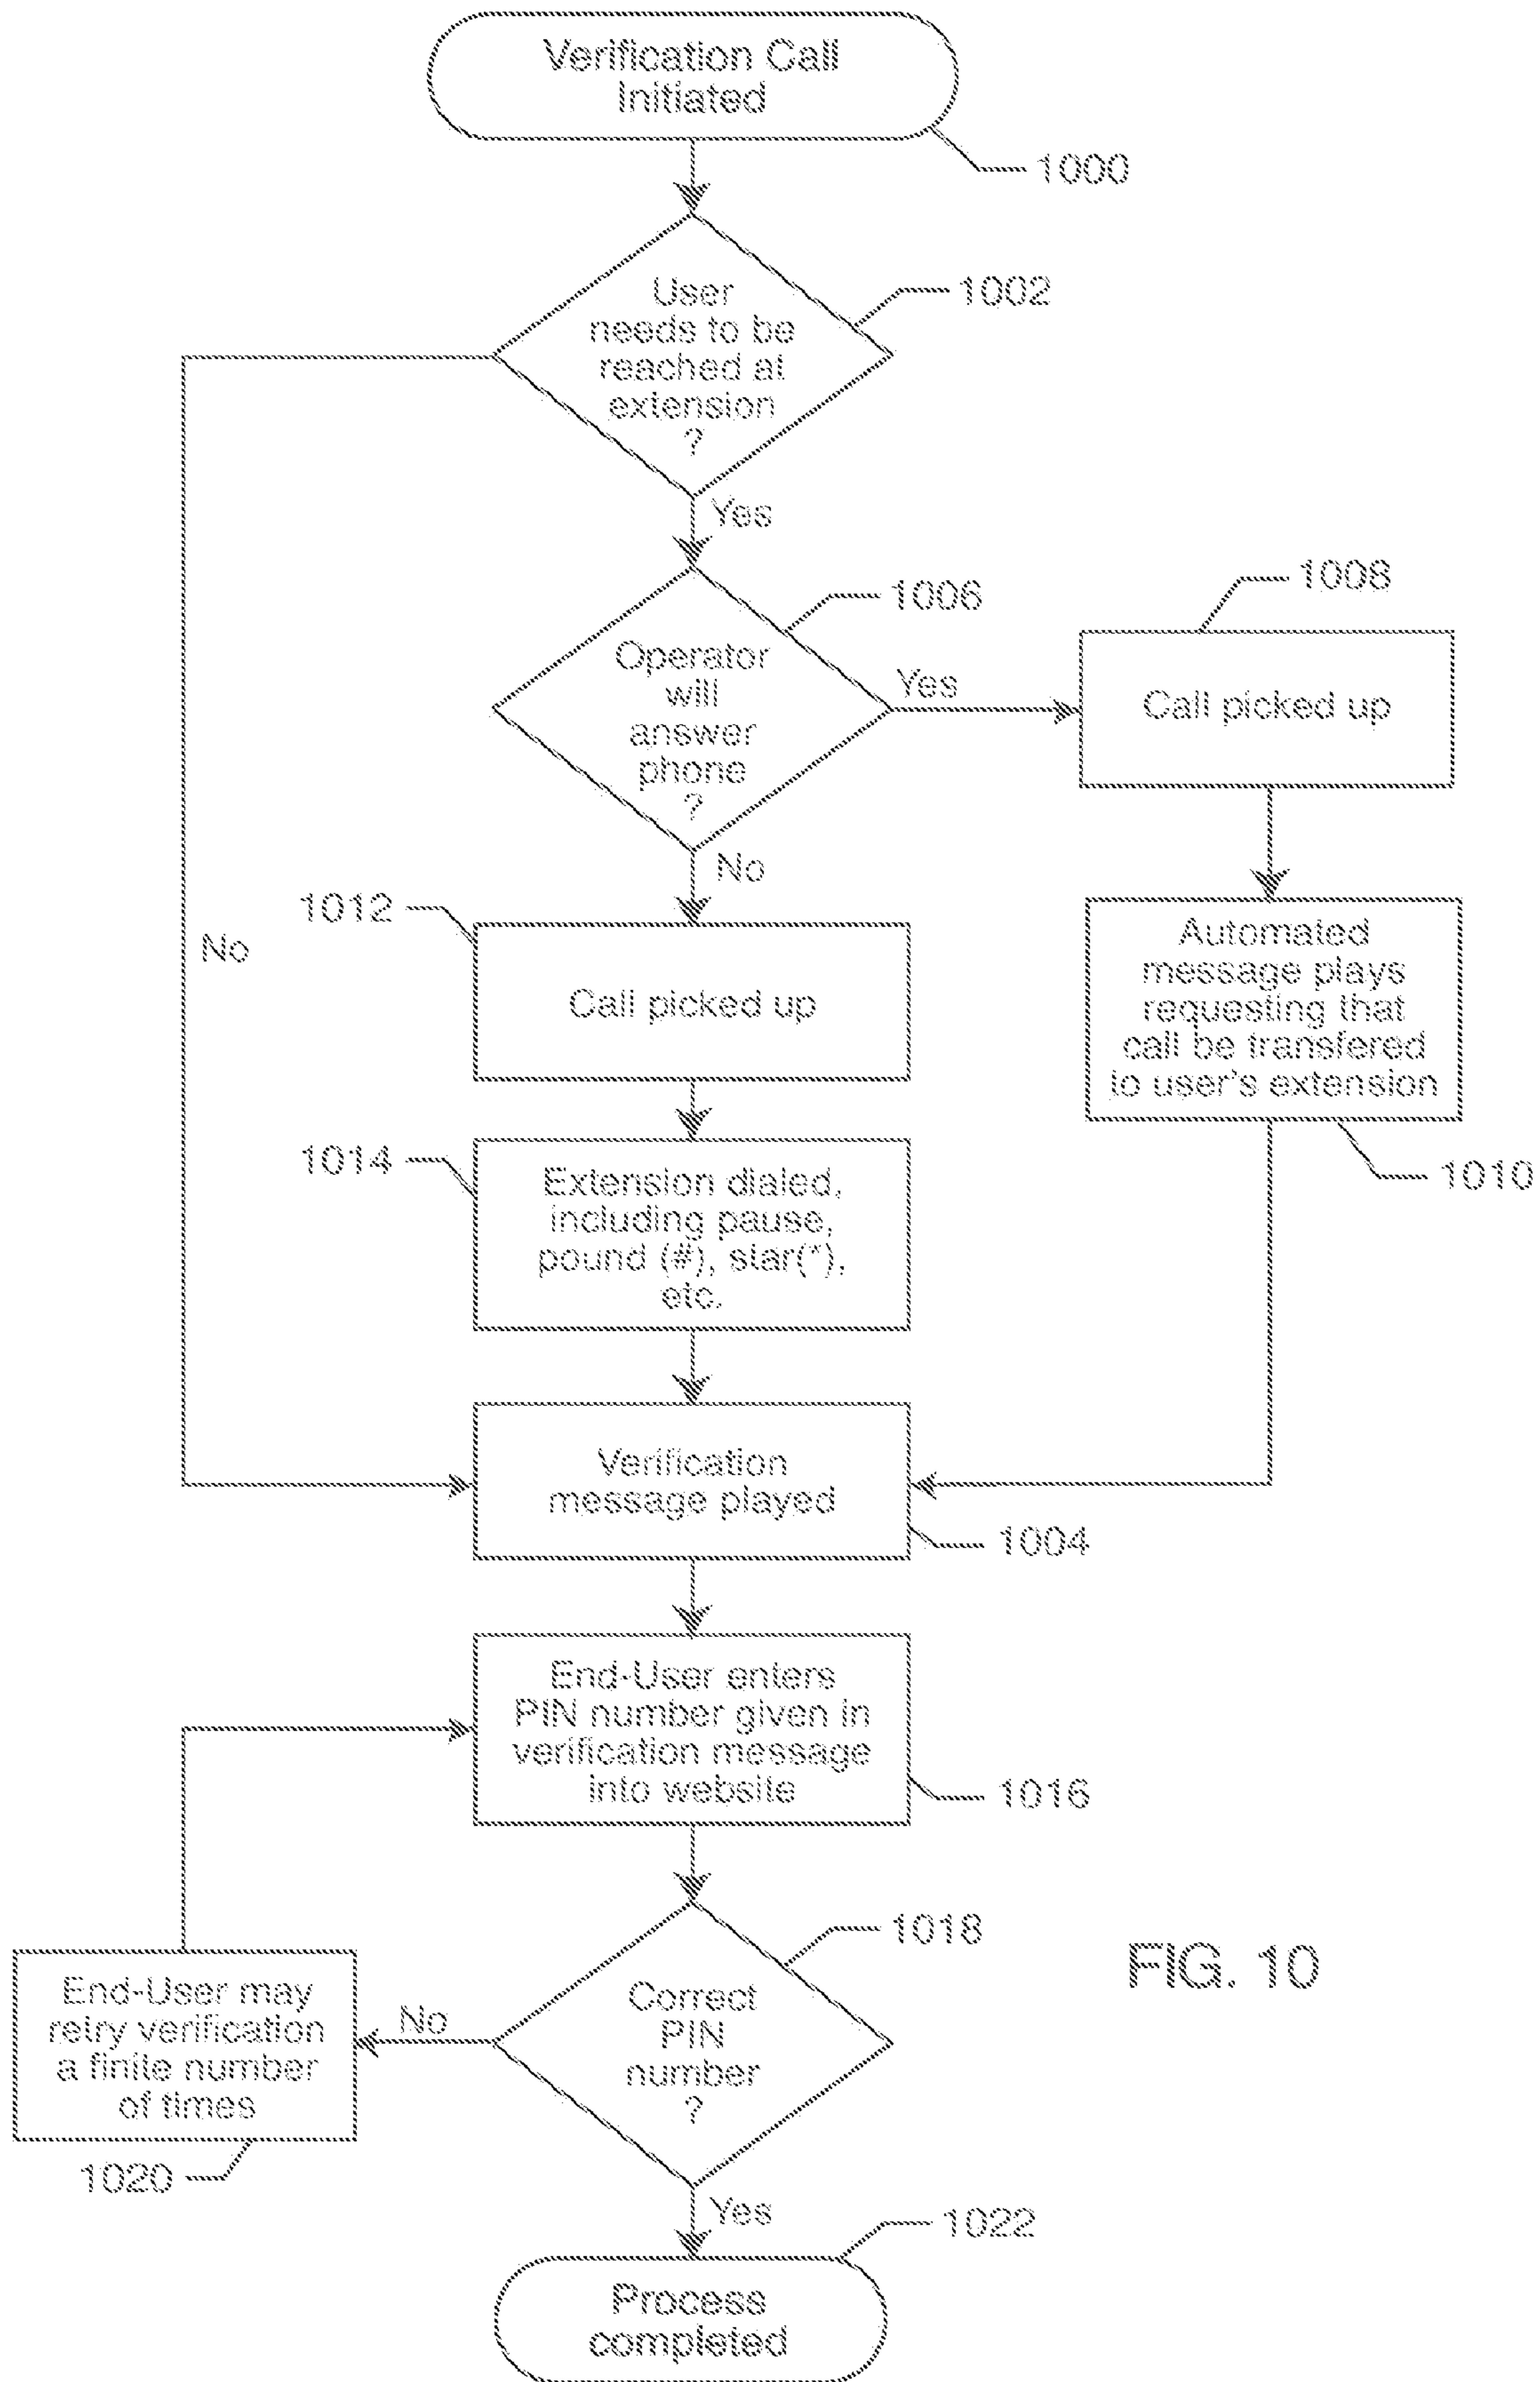 Verification Call
Initiated
1000
User
needs to be
reached at
extension
?
1002
Yes
No
Operator
will
answer
phone
?
1006
Yes
1008
Call picked up
No
1012
Call picked up
Automated
message plays
requesting that
call be transfered
to user's extension
1010
1014
Extension dialed,
including pause,
pound (#), star(*),
etc.
Verification
message played
1004
End-User enters
PIN number given in
verification message
into website
1016
Correct
PIN
number
?
1018
No
End-User may
retry verification
a finite number
of times
1020
Yes
1022
Process
completed
FIG. 10